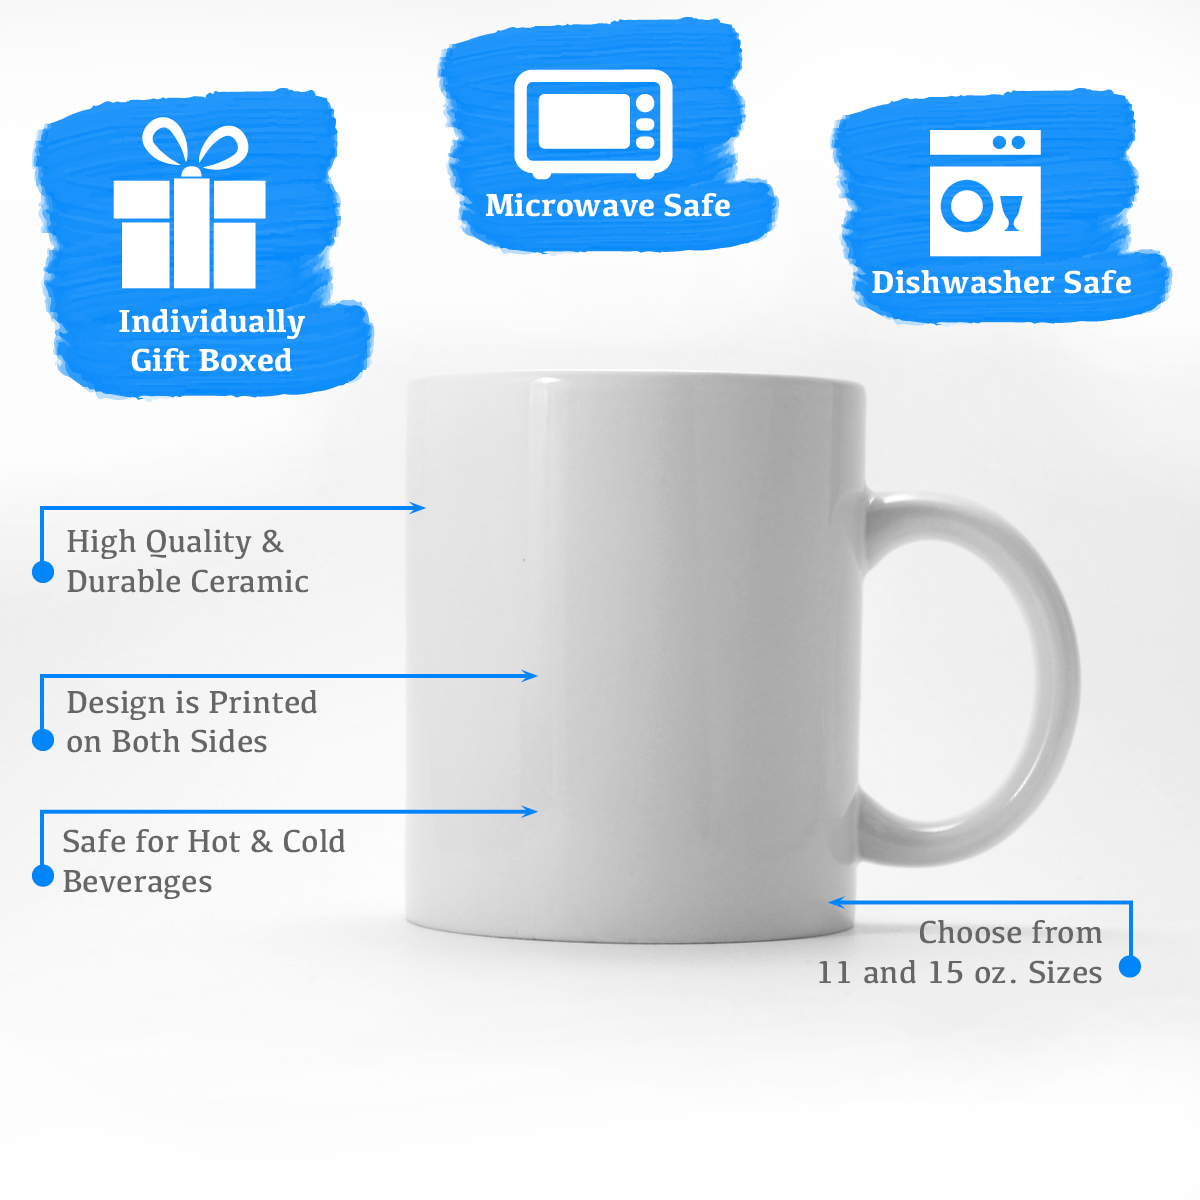 Microwave Safe
Individually
Gift Boxed
Dishwasher Safe
High Quality &
Durable Ceramic
Design is Printed
on Both Sides
Safe for Hot & Cold
Beverages
Choose from
11 and 15 oz. Sizes